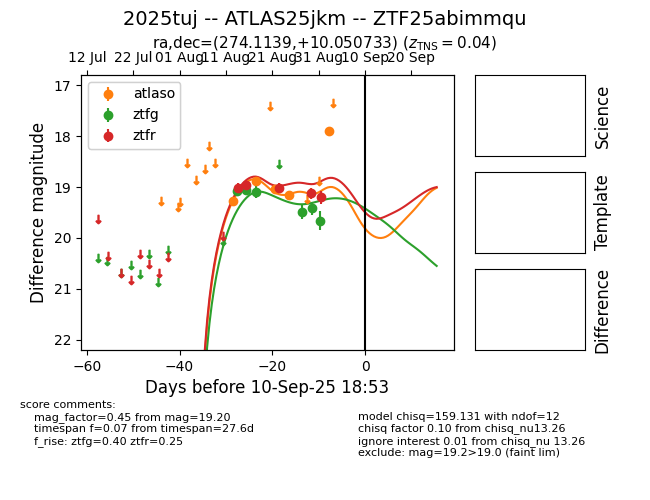 2025tuj -- ATLAS25jkm -- ZTF25abimmqu
ra,dec=(274.1139,+10.050733) (z_TNS = 0.04)
12 Jul 22 Jul 01 Aug 11 Aug 21 Aug 31 Aug 10 Sep 20 Sep
atlaso
ztfg
ztfr
17
18
19
20
21
22
Difference magnitude
−60 −40 −20 0
Days before 10-Sep-25 18:53
Science
Template
Difference
score comments:
mag_factor=0.45 from mag=19.20
timespan f=0.07 from timespan=27.6d
f_rise: ztfg=0.40 ztfr=0.25
model chisq=159.131 with ndof=12
chisq factor 0.10 from chisq_nu13.26
ignore interest 0.01 from chisq_nu 13.26
exclude: mag=19.2>19.0 (faint lim)